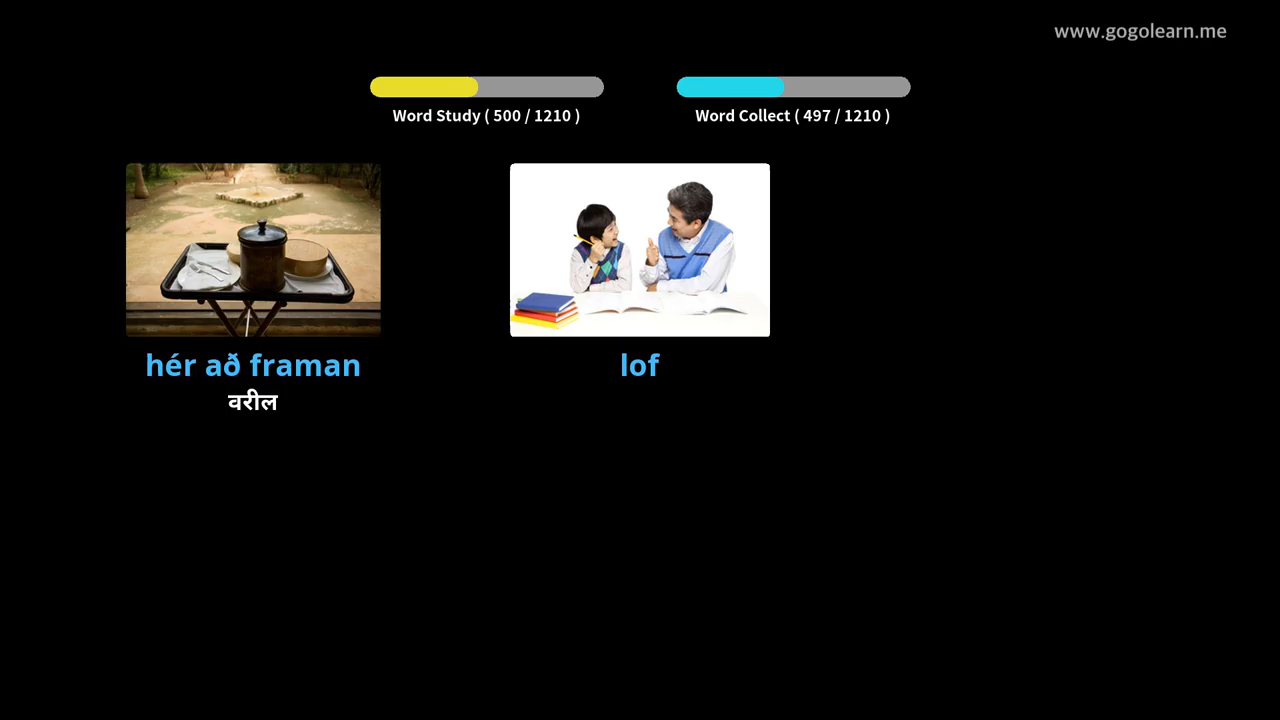 www.gogolearn.me
Word Study ( 500 / 1210 )
Word Collect ( 497 / 1210 )
hér að framan
वरील
lof